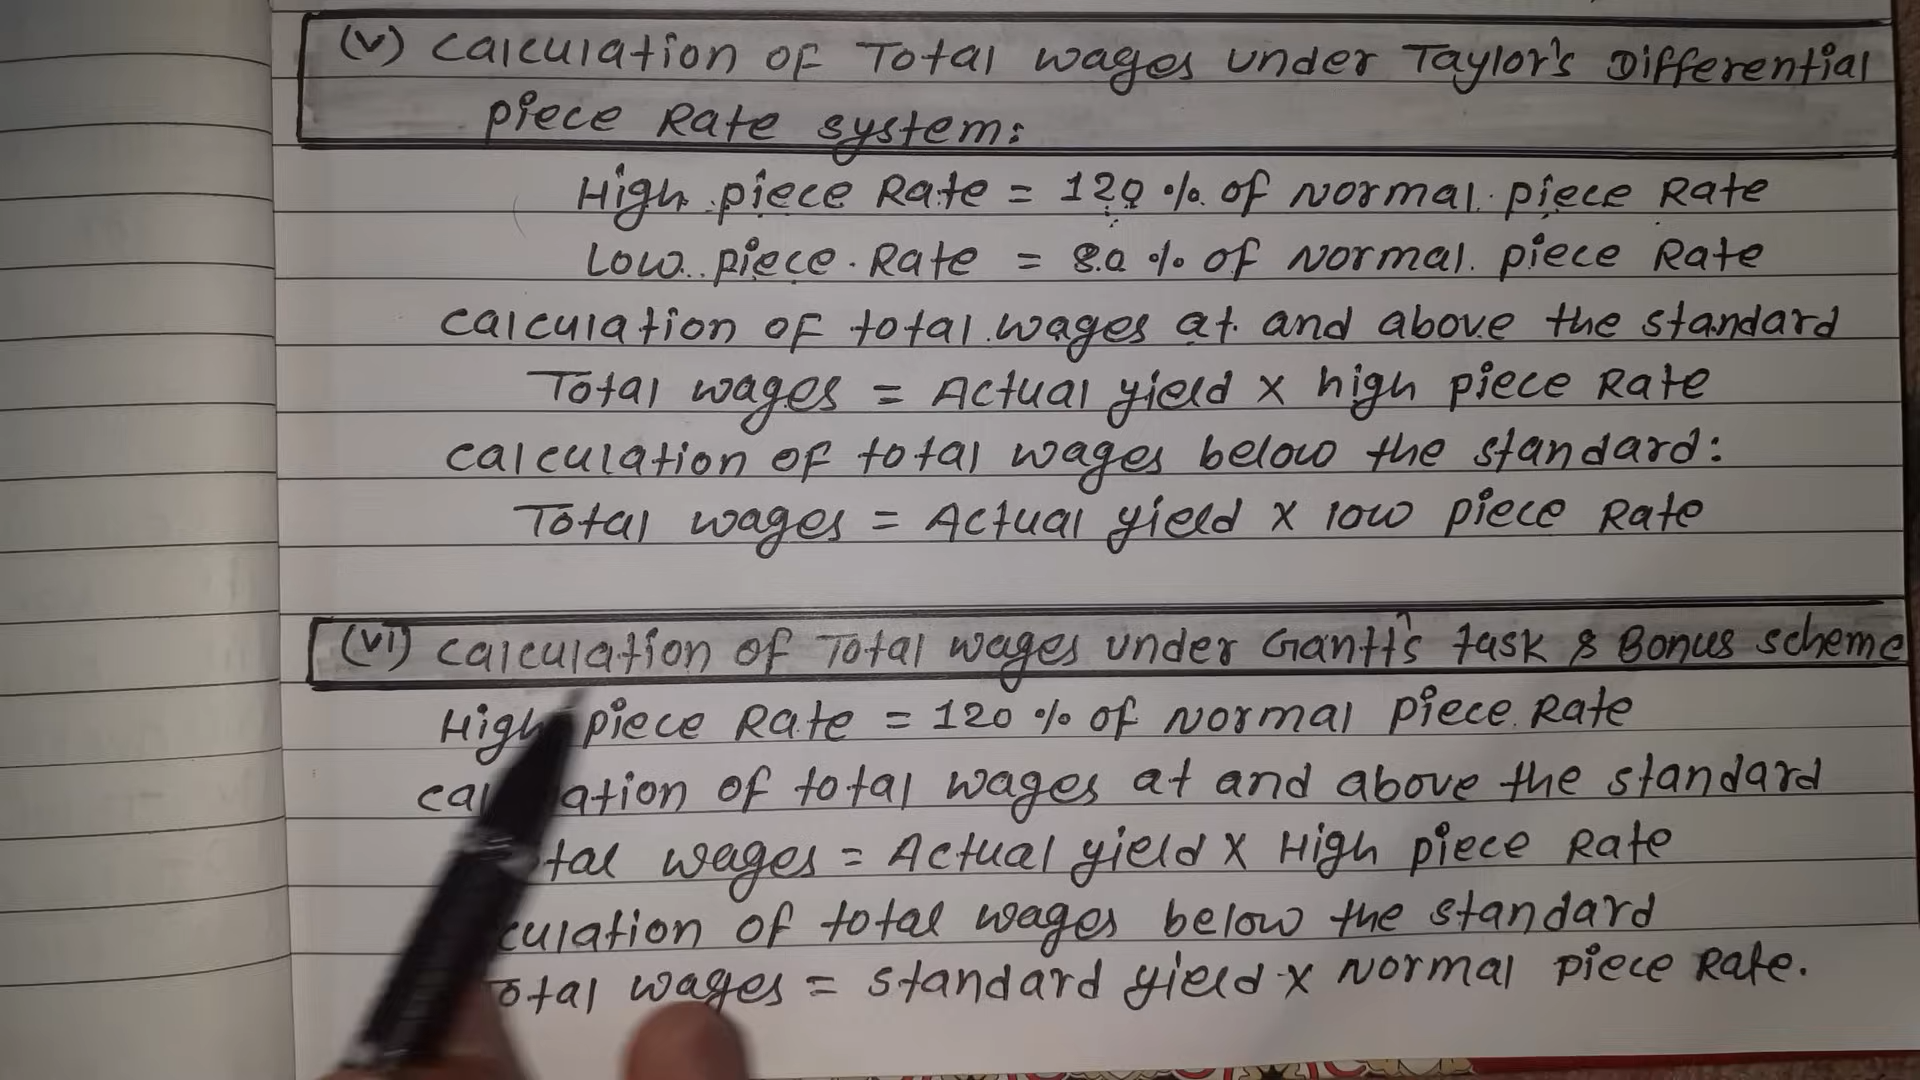 (v) Calculation of Total wages under Taylor's Differential
piece Rate system:
High piece Rate = 120 % of Normal piece Rate
Low piece Rate = 80 % of Normal piece Rate
calculation of total wages at and above the standard
Total wages = Actual yield x high piece Rate
calculation of total wages below the standard:
Total wages = Actual yield x low piece Rate
(vi) calculation of Total wages under Gantt's task & Bonus scheme
High piece Rate = 120 % of Normal piece Rate
cal ation of total wages at and above the standard
tal wages = Actual yield x High piece Rate
culation of total wages below the standard
otal wages = standard yield x Normal piece Rate.